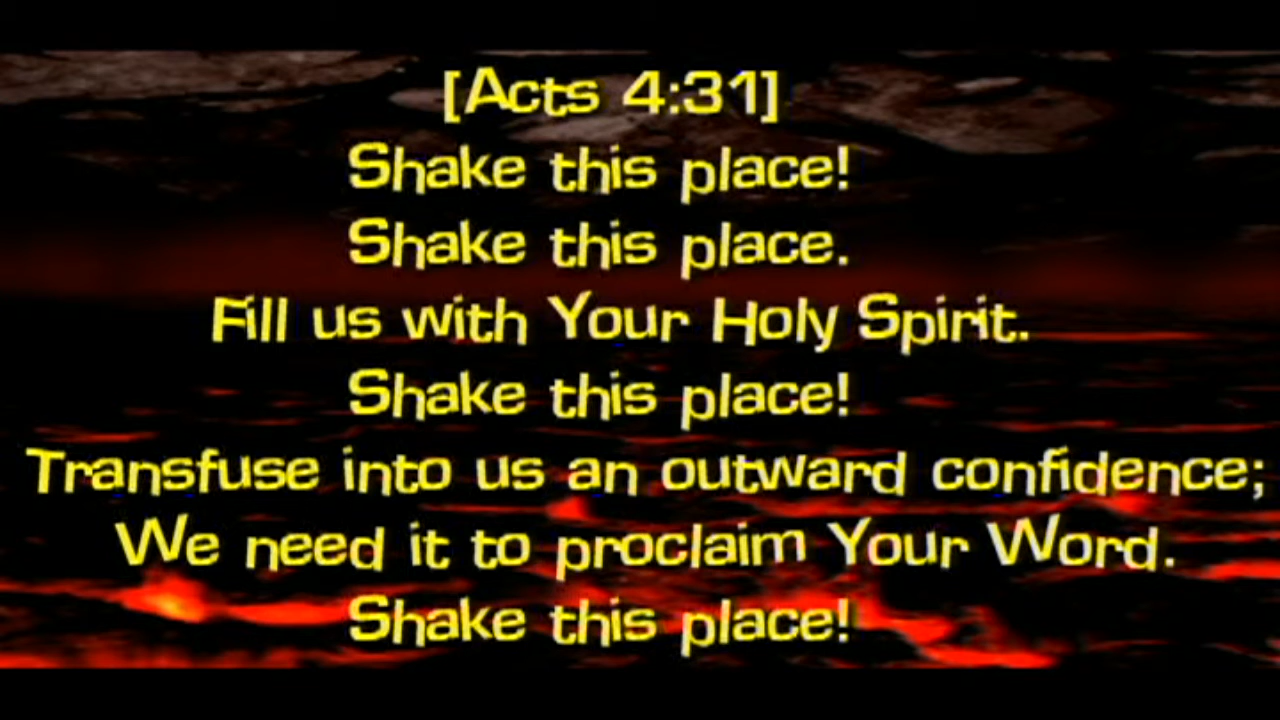 [Acts 4:31]
Shake this place!
Shake this place.
Fill us with Your Holy Spirit.
Shake this place!
Transfuse into us an outward confidence;
We need it to proclaim Your Word.
Shake this place!